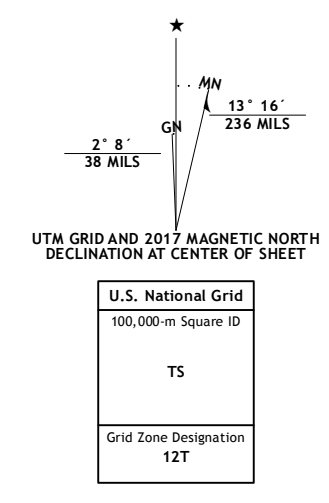 MN
GN
13° 16´
236 MILS
2° 8´
38 MILS
UTM GRID AND 2017 MAGNETIC NORTH
DECLINATION AT CENTER OF SHEET
U.S. National Grid
100,000-m Square ID
TS
Grid Zone Designation
12T